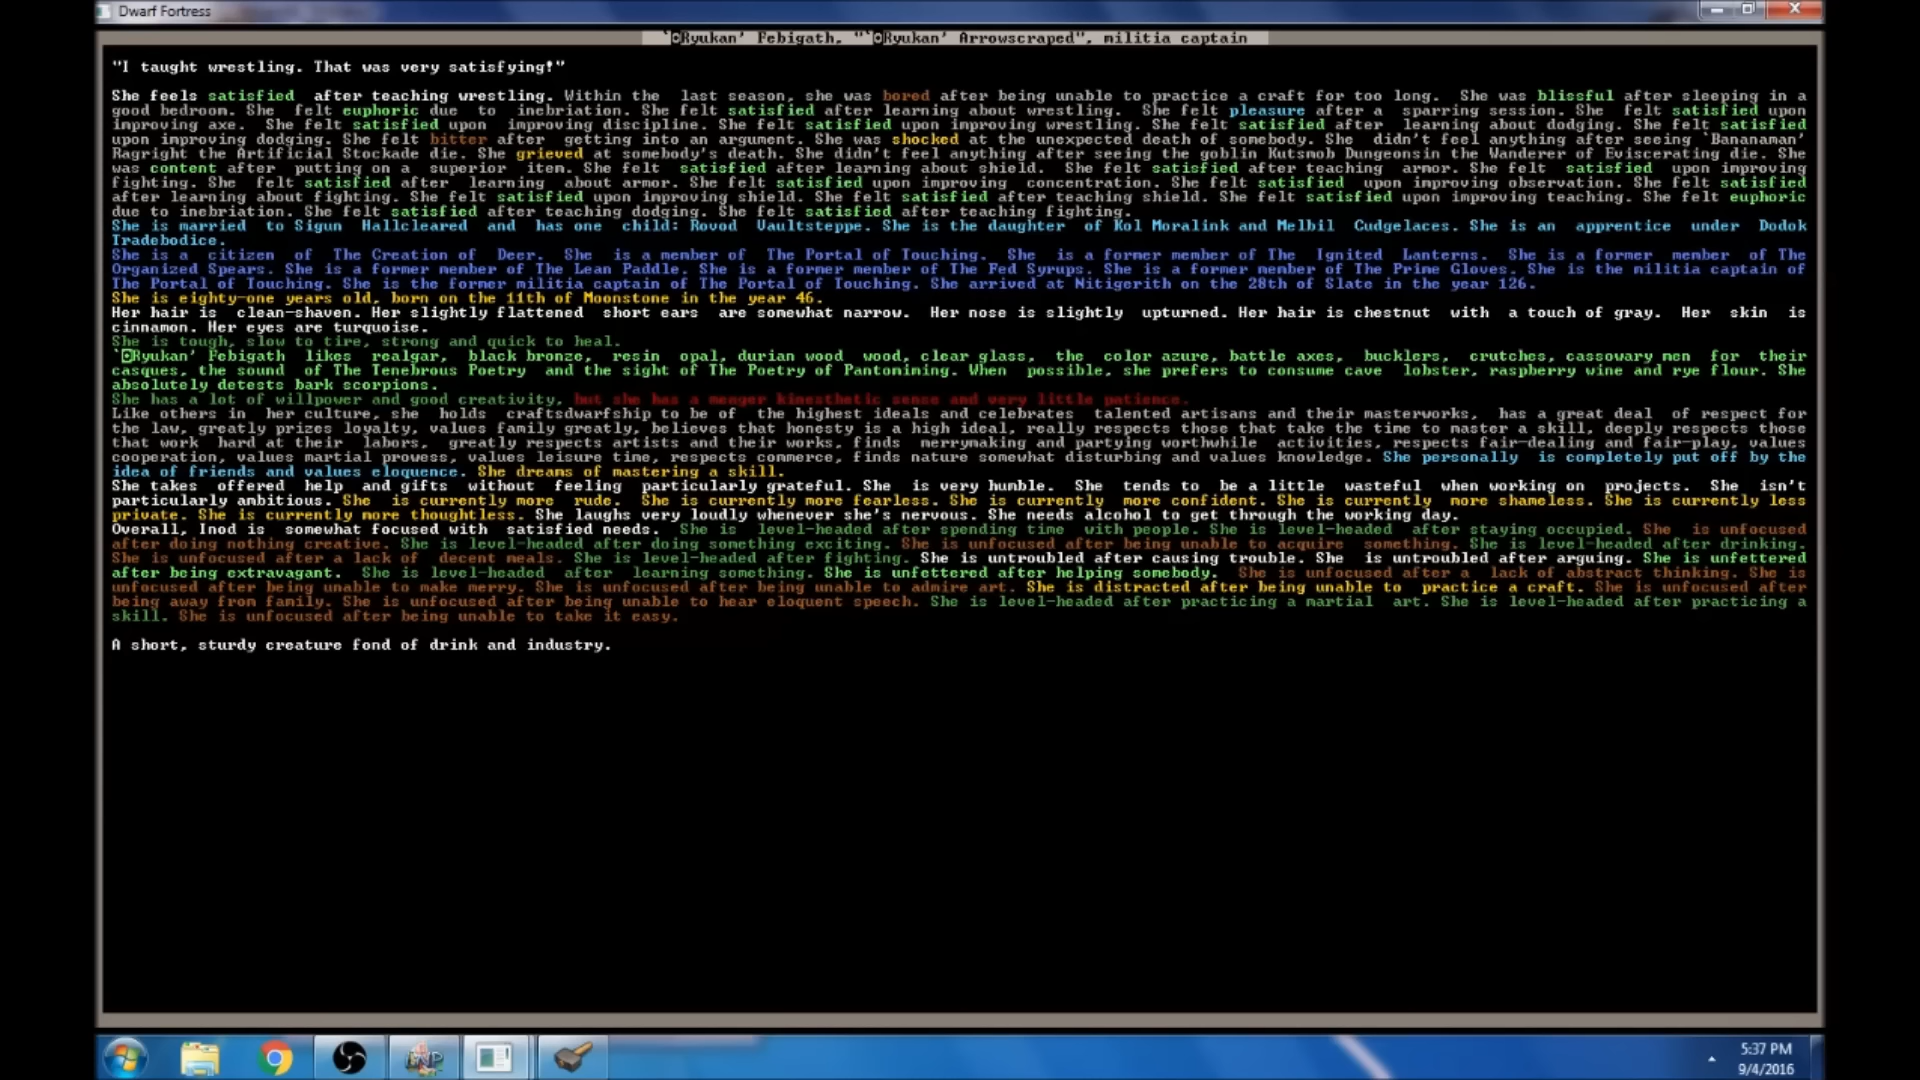 Dwarf Fortress
`◘Ryukan' Febigath, "`◘Ryukan' Arrowscraped", militia captain
"I taught wrestling. That was very satisfying!"
She feels satisfied after teaching wrestling. Within the last season, she was bored after being unable to practice a craft for too long. She was blissful after sleeping in a
good bedroom. She felt euphoric due to inebriation. She felt satisfied after learning about wrestling. She felt pleasure after a sparring session. She felt satisfied upon
improving axe. She felt satisfied upon improving discipline. She felt satisfied upon improving wrestling. She felt satisfied after learning about dodging. She felt satisfied
upon improving dodging. She felt bitter after getting into an argument. She was shocked at the unexpected death of somebody. She didn't feel anything after seeing `Bananaman'
Ragright the Artificial Stockade die. She grieved at somebody's death. She didn't feel anything after seeing the goblin Kutsmob Dungeonsin the Wanderer of Eviscerating die. She
was content after putting on a superior item. She felt satisfied after learning about shield. She felt satisfied after teaching armor. She felt satisfied upon improving
fighting. She felt satisfied after learning about armor. She felt satisfied upon improving concentration. She felt satisfied upon improving observation. She felt satisfied
after learning about fighting. She felt satisfied upon improving shield. She felt satisfied after teaching shield. She felt satisfied upon improving teaching. She felt euphoric
due to inebriation. She felt satisfied after teaching dodging. She felt satisfied after teaching fighting.
She is married to Sigun Hallcleared and has one child: Rovod Vaultsteppe. She is the daughter of Kol Moralink and Melbil Cudgelaces. She is an apprentice under Dodok
Tradebodice.
She is a citizen of The Creation of Deer. She is a member of The Portal of Touching. She is a former member of The Ignited Lanterns. She is a former member of The
Organized Spears. She is a former member of The Lean Paddle. She is a former member of The Fed Syrups. She is a former member of The Prime Gloves. She is the militia captain of
The Portal of Touching. She is the former militia captain of The Portal of Touching. She arrived at Nitigerith on the 28th of Slate in the year 126.
She is eighty-one years old, born on the 11th of Moonstone in the year 46.
Her hair is clean-shaven. Her slightly flattened short ears are somewhat narrow. Her nose is slightly upturned. Her hair is chestnut with a touch of gray. Her skin is
cinnamon. Her eyes are turquoise.
She is tough, slow to tire, strong and quick to heal.
`◘Ryukan' Febigath likes realgar, black bronze, resin opal, durian wood wood, clear glass, the color azure, battle axes, bucklers, crutches, cassowary men for their
casques, the sound of The Tenebrous Poetry and the sight of The Poetry of Pantomiming. When possible, she prefers to consume cave lobster, raspberry wine and rye flour. She
absolutely detests bark scorpions.
She has a lot of willpower and good creativity, but she has a meager kinesthetic sense and very little patience.
Like others in her culture, she holds craftsdwarfship to be of the highest ideals and celebrates talented artisans and their masterworks, has a great deal of respect for
the law, greatly prizes loyalty, values family greatly, believes that honesty is a high ideal, really respects those that take the time to master a skill, deeply respects those
that work hard at their labors, greatly respects artists and their works, finds merrymaking and partying worthwhile activities, respects fair-dealing and fair-play, values
cooperation, values martial prowess, values leisure time, respects commerce, finds nature somewhat disturbing and values knowledge. She personally is completely put off by the
idea of friends and values eloquence. She dreams of mastering a skill.
She takes offered help and gifts without feeling particularly grateful. She is very humble. She tends to be a little wasteful when working on projects. She isn't
particularly ambitious. She is currently more rude. She is currently more fearless. She is currently more confident. She is currently more shameless. She is currently less
private. She is currently more thoughtless. She laughs very loudly whenever she's nervous. She needs alcohol to get through the working day.
Overall, Inod is somewhat focused with satisfied needs. She is level-headed after spending time with people. She is level-headed after staying occupied. She is unfocused
after doing nothing creative. She is level-headed after doing something exciting. She is unfocused after being unable to acquire something. She is level-headed after drinking.
She is unfocused after a lack of decent meals. She is level-headed after fighting. She is untroubled after causing trouble. She is untroubled after arguing. She is unfettered
after being extravagant. She is level-headed after learning something. She is unfettered after helping somebody. She is unfocused after a lack of abstract thinking. She is
unfocused after being unable to make merry. She is unfocused after being unable to admire art. She is distracted after being unable to practice a craft. She is unfocused after
being away from family. She is unfocused after being unable to hear eloquent speech. She is level-headed after practicing a martial art. She is level-headed after practicing a
skill. She is unfocused after being unable to take it easy.
A short, sturdy creature fond of drink and industry.
5:37 PM
9/4/2016